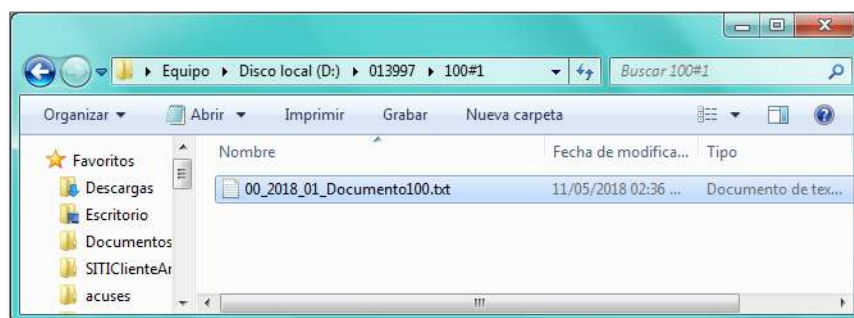 Equipo Disco local (D:) 013997 100#1 Buscar 100#1
Organizar Abrir Imprimir Grabar Nueva carpeta
Favoritos
Descargas
Escritorio
Documentos
SITIClienteAr
acuses
Nombre Fecha de modifica... Tipo
00_2018_01_Documento100.txt 11/05/2018 02:36 ... Documento de tex...